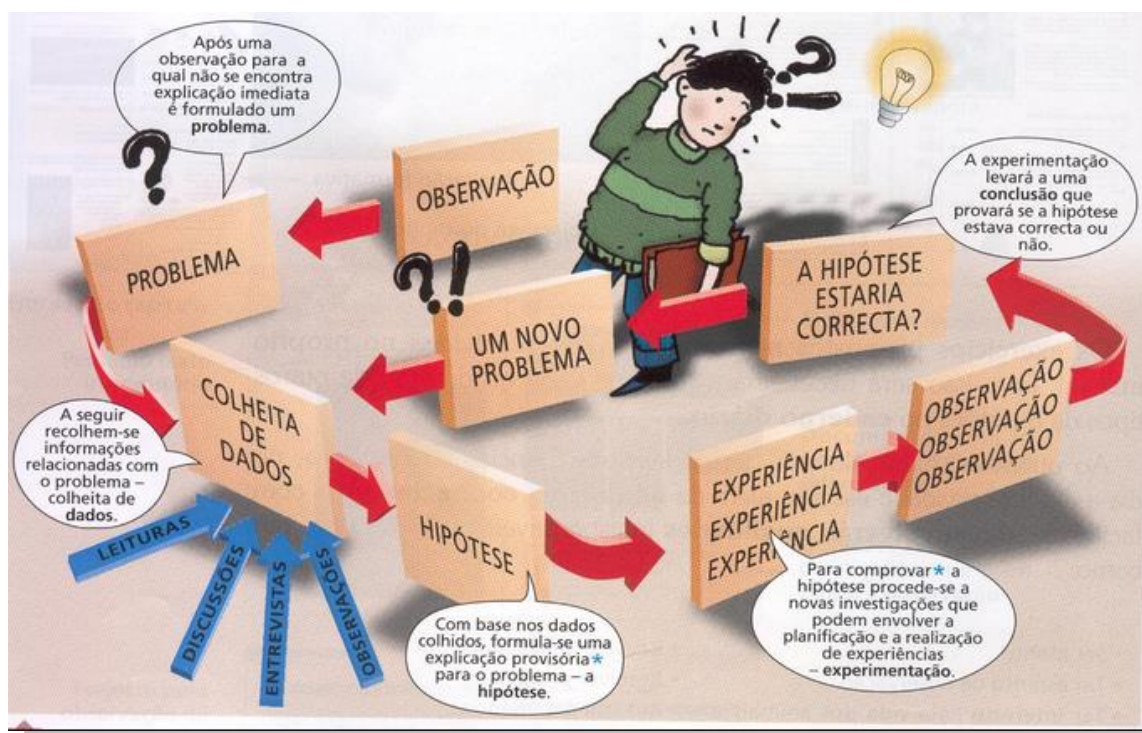 Após uma
observação para a
qual não se encontra
explicação imediata
é formulado um
problema.
OBSERVAÇÃO
PROBLEMA
A experimentação
levará a uma
conclusão que
provará se a hipótese
estava correcta ou
não.
A HIPÓTESE
ESTARIA
CORRECTA?
UM NOVO
PROBLEMA
COLHEITA
DE
DADOS
A seguir
recolhem-se
informações
relacionadas com
o problema –
colheita de
dados.
LEITURAS
DISCUSSÕES
ENTREVISTAS
OBSERVAÇÕES
HIPÓTESE
Com base nos dados
colhidos, formula-se uma
explicação provisória*
para o problema – a
hipótese.
EXPERIÊNCIA
EXPERIÊNCIA
EXPERIÊNCIA
Para comprovar* a
hipótese procede-se a
novas investigações que
podem envolver a
planificação e a realização
de experiências
– experimentação.
OBSERVAÇÃO
OBSERVAÇÃO
OBSERVAÇÃO